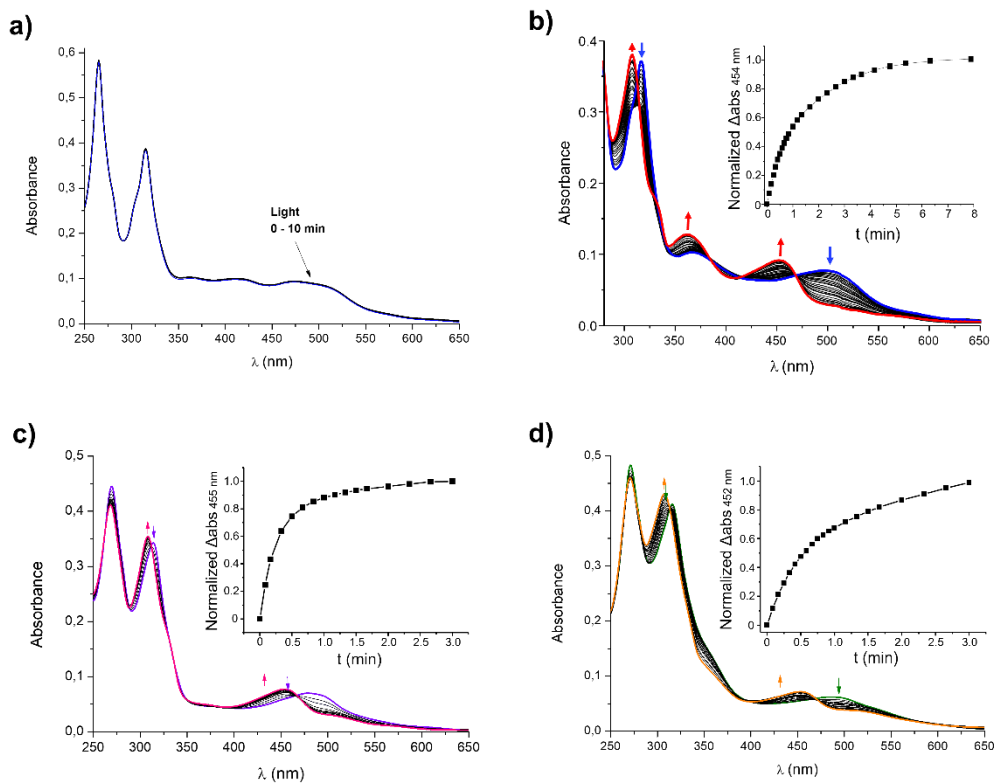 a)
0,6
0,5
0,4
0,3
0,2
0,1
0,0
Absorbance
Light
0 - 10 min
250 300 350 400 450 500 550 600 650
λ (nm)
b)
0.4
0.3
0.2
0.1
0.0
Absorbance
300 350 400 450 500 550 600 650
λ (nm)
Normalized Δabs 454 nm
1.0
0.8
0.6
0.4
0.2
0
0 1 2 3 4 5 6 7 8
t (min)
c)
0,5
0,4
0,3
0,2
0,1
0,0
Absorbance
250 300 350 400 450 500 550 600 650
λ (nm)
Normalized Δabs 455 nm
1.0
0.8
0.6
0.4
0.2
0
0 0.5 1.0 1.5 2.0 2.5 3.0
t (min)
d)
0,5
0,4
0,3
0,2
0,1
0,0
Absorbance
250 300 350 400 450 500 550 600 650
λ (nm)
Normalized Δabs 452 nm
1.0
0.8
0.6
0.4
0.2
0
0 0.5 1.0 1.5 2.0 2.5 3.0
t (min)